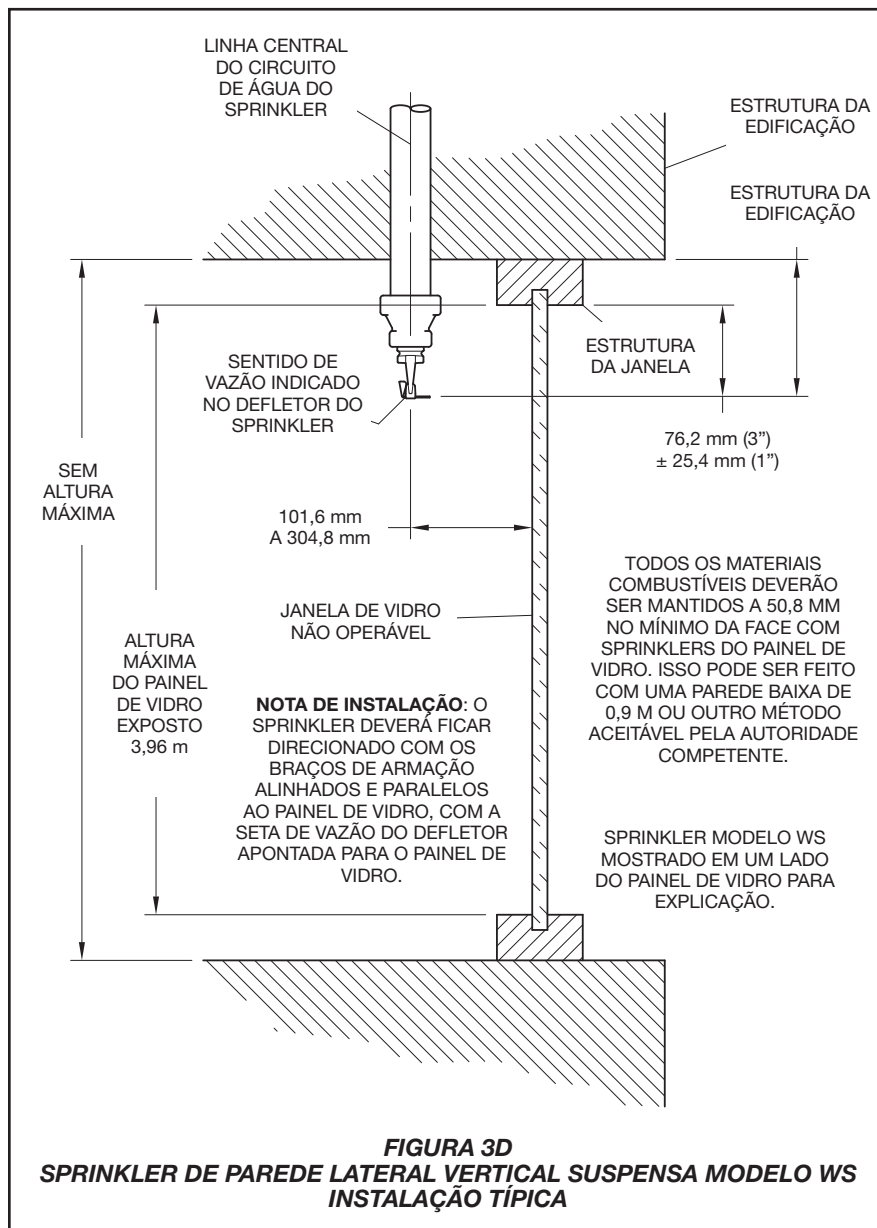 LINHA CENTRAL
DO CIRCUITO
DE ÁGUA DO
SPRINKLER
ESTRUTURA DA
EDIFICAÇÃO
ESTRUTURA DA
EDIFICAÇÃO
SENTIDO DE
VAZÃO INDICADO
NO DEFLETOR DO
SPRINKLER
ESTRUTURA
DA JANELA
76,2 mm (3”)
± 25,4 mm (1”)
SEM
ALTURA
MÁXIMA
101,6 mm
A 304,8 mm
JANELA DE VIDRO
NÃO OPERÁVEL
ALTURA
MÁXIMA
DO PAINEL
DE VIDRO
EXPOSTO
3,96 m
TODOS OS MATERIAIS
COMBUSTÍVEIS DEVERÃO
SER MANTIDOS A 50,8 MM
NO MÍNIMO DA FACE COM
SPRINKLERS DO PAINEL DE
VIDRO. ISSO PODE SER FEITO
COM UMA PAREDE BAIXA DE
0,9 M OU OUTRO MÉTODO
ACEITÁVEL PELA AUTORIDADE
COMPETENTE.
NOTA DE INSTALAÇÃO: O
SPRINKLER DEVERÁ FICAR
DIRECIONADO COM OS
BRAÇOS DE ARMAÇÃO
ALINHADOS E PARALELOS
AO PAINEL DE VIDRO, COM A
SETA DE VAZÃO DO DEFLETOR
APONTADA PARA O PAINEL DE
VIDRO.
SPRINKLER MODELO WS
MOSTRADO EM UM LADO
DO PAINEL DE VIDRO PARA
EXPLICAÇÃO.
FIGURA 3D
SPRINKLER DE PAREDE LATERAL VERTICAL SUSPENSA MODELO WS
INSTALAÇÃO TÍPICA